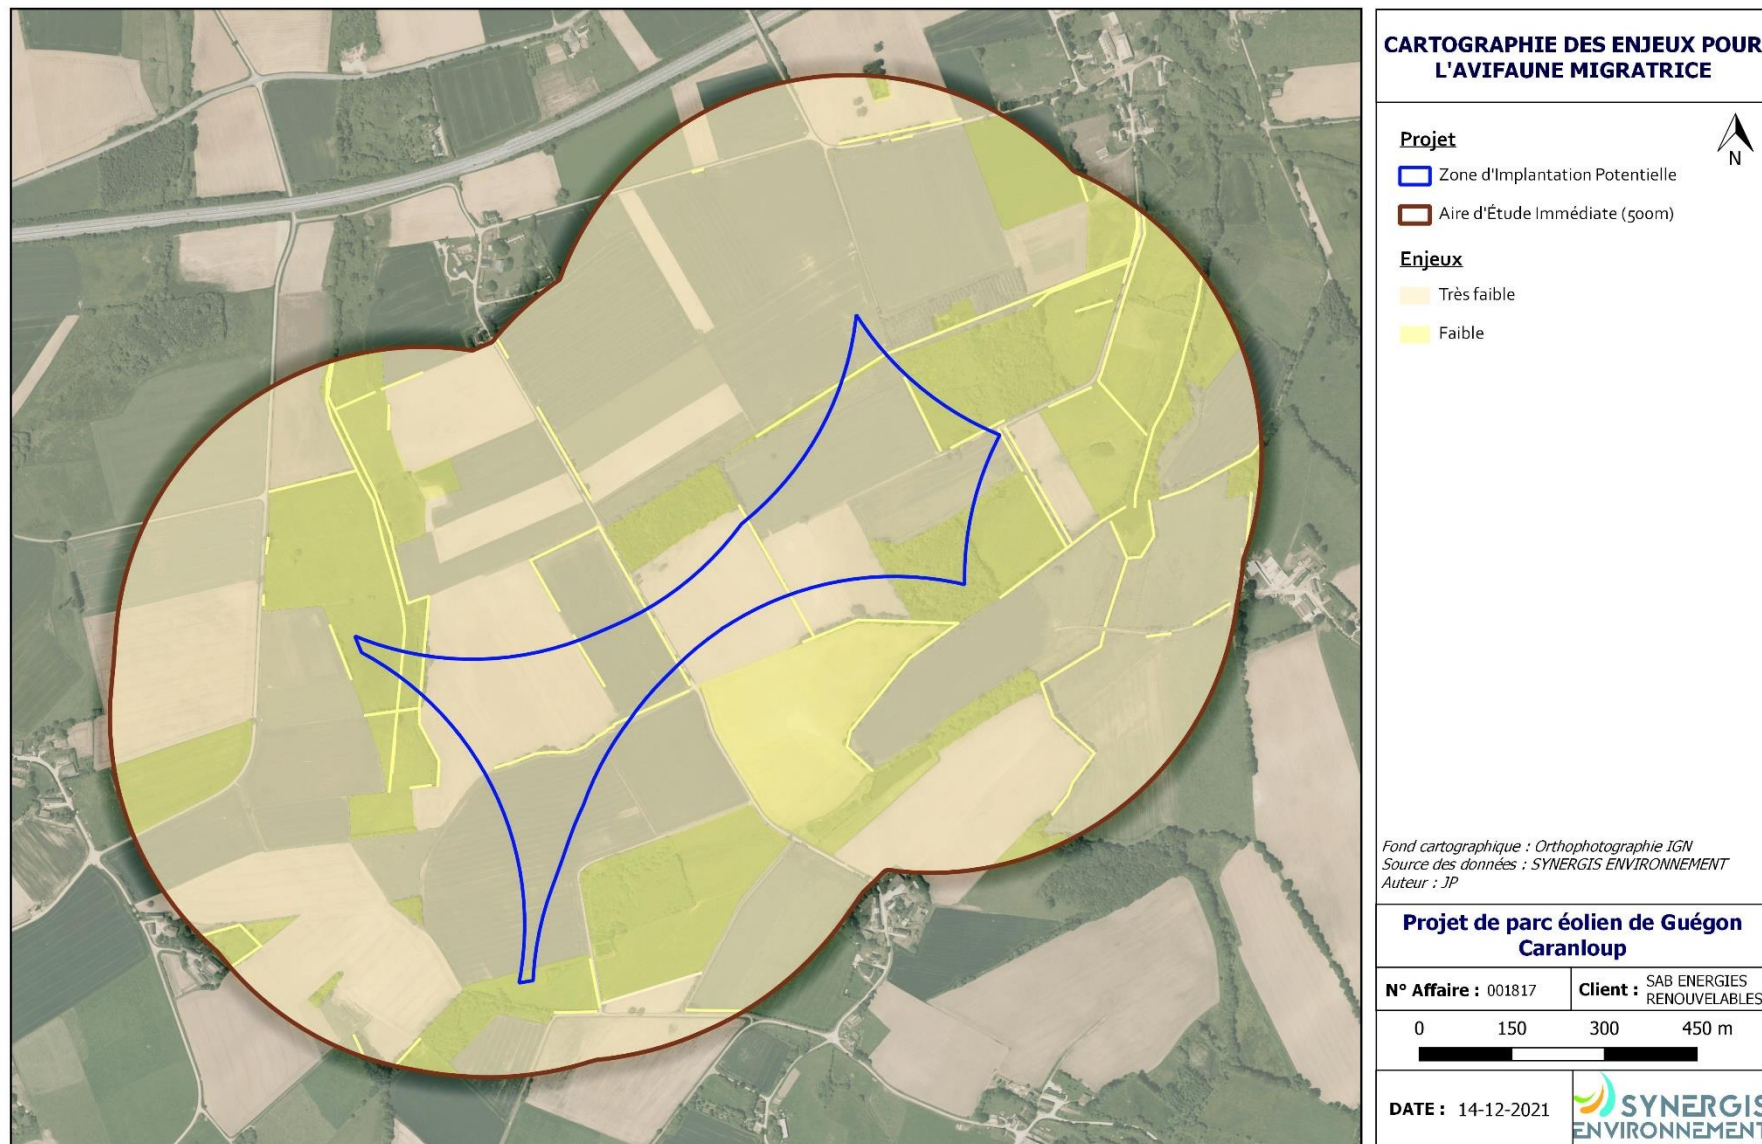 CARTOGRAPHIE DES ENJEUX POUR
L'AVIFAUNE MIGRATRICE
Projet
N
Zone d'Implantation Potentielle
Aire d'Étude Immédiate (500m)
Enjeux
Très faible
Faible
Fond cartographique : Orthophotographie IGN
Source des données : SYNERGIS ENVIRONNEMENT
Auteur : JP
Projet de parc éolien de Guégon
Caranloup
N° Affaire : 001817
Client : SAB ENERGIES
RENOUVELABLES
0 150 300 450 m
DATE : 14-12-2021
SYNERGIS
ENVIRONNEMENT